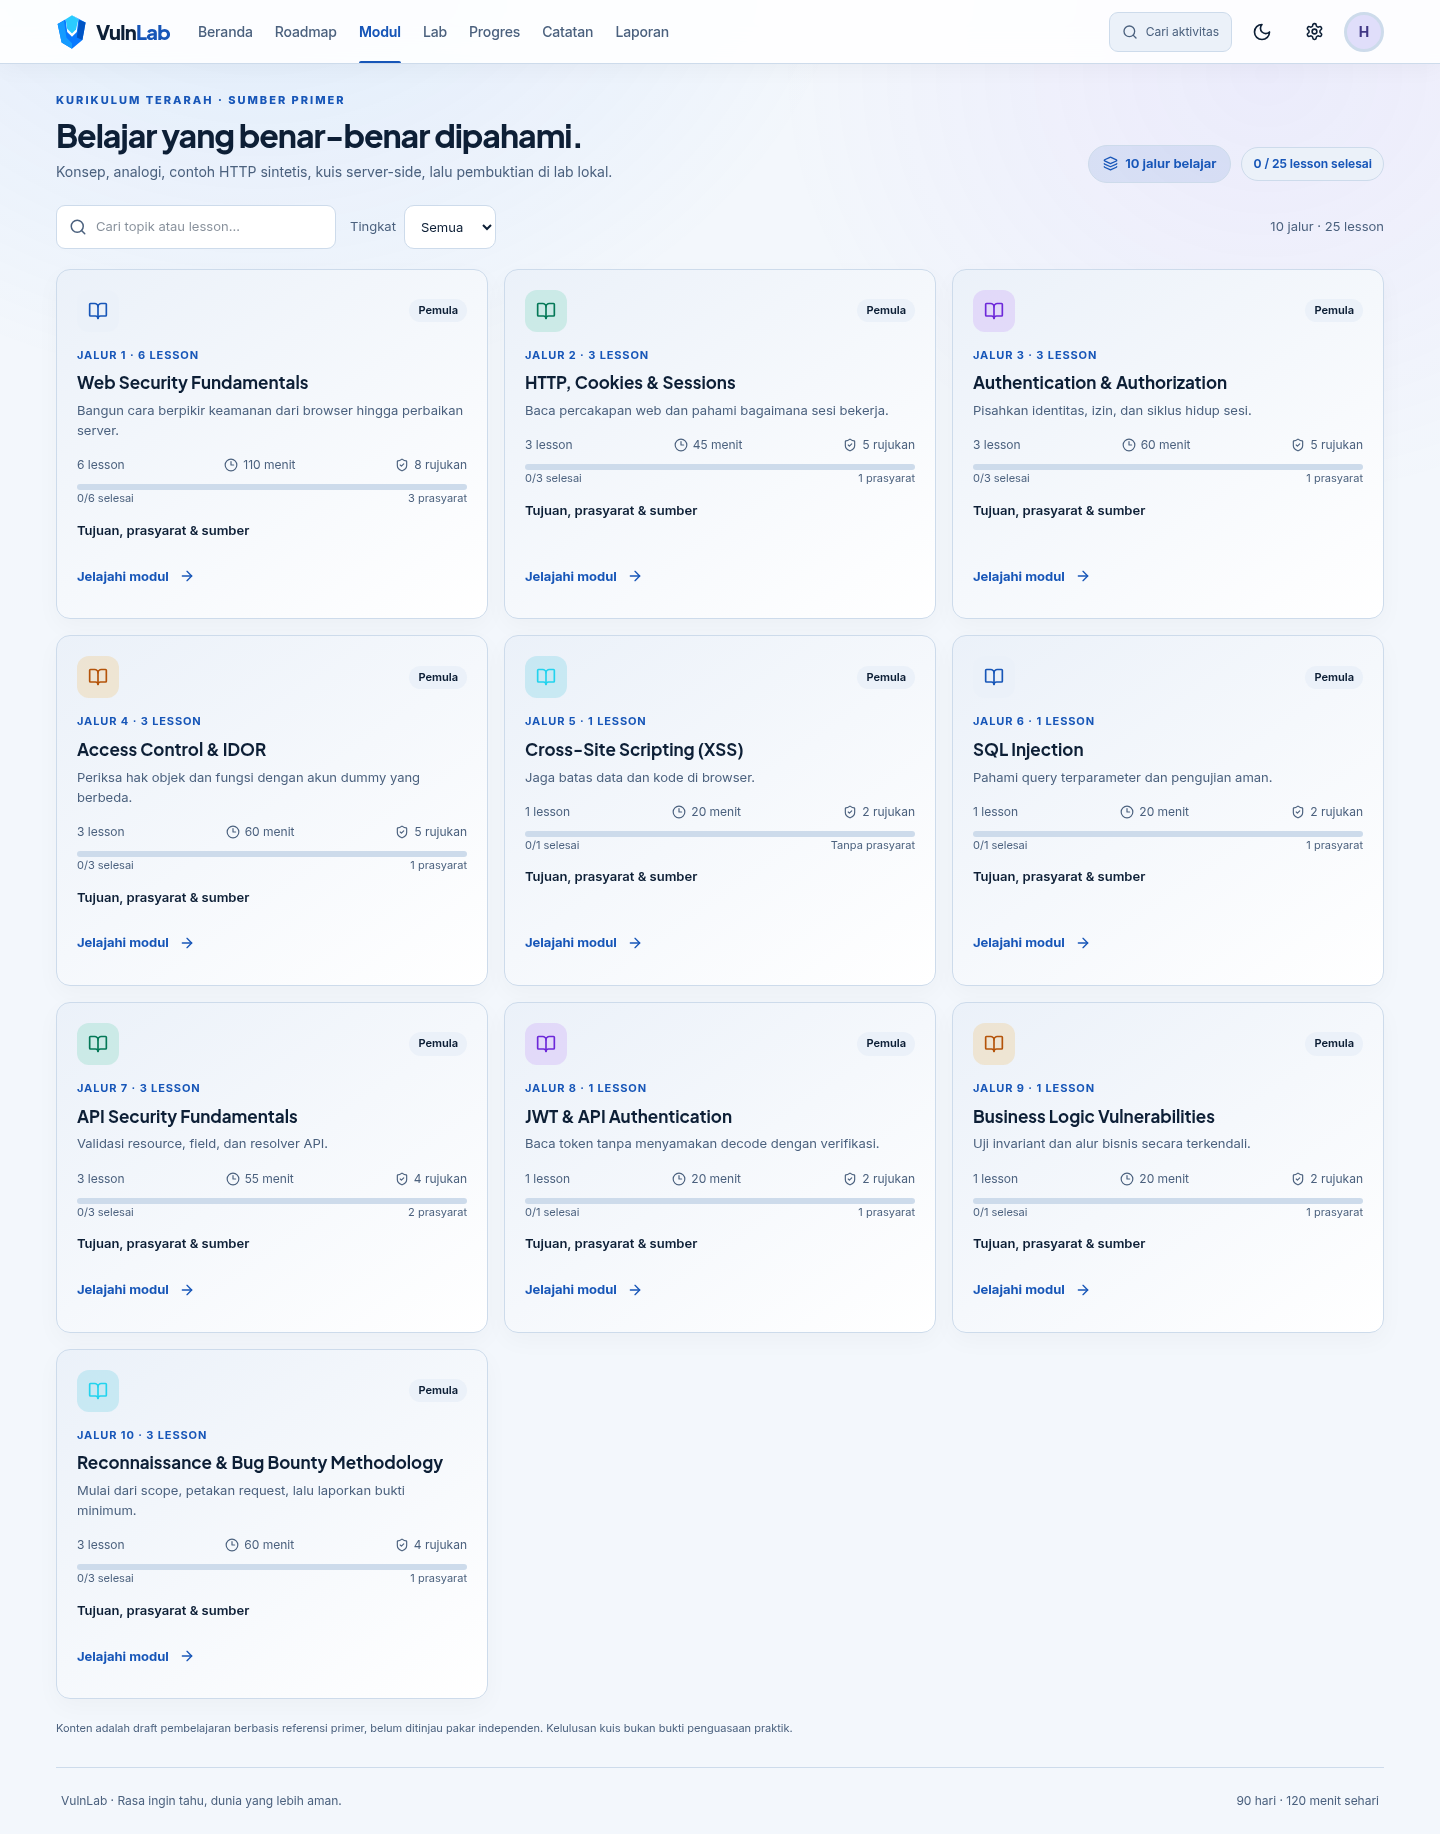 VulnLab
Beranda
Roadmap
Modul
Lab
Progres
Catatan
Laporan
Cari aktivitas
H
KURIKULUM TERARAH · SUMBER PRIMER
Belajar yang benar-benar dipahami.
Konsep, analogi, contoh HTTP sintetis, kuis server-side, lalu pembuktian di lab lokal.
10 jalur belajar
0 / 25 lesson selesai
Cari topik atau lesson...
Tingkat
Semua
10 jalur · 25 lesson
Pemula
JALUR 1 · 6 LESSON
Web Security Fundamentals
Bangun cara berpikir keamanan dari browser hingga perbaikan
server.
6 lesson
110 menit
8 rujukan
0/6 selesai
3 prasyarat
Tujuan, prasyarat & sumber
Jelajahi modul
Pemula
JALUR 2 · 3 LESSON
HTTP, Cookies & Sessions
Baca percakapan web dan pahami bagaimana sesi bekerja.
3 lesson
45 menit
5 rujukan
0/3 selesai
1 prasyarat
Tujuan, prasyarat & sumber
Jelajahi modul
Pemula
JALUR 3 · 3 LESSON
Authentication & Authorization
Pisahkan identitas, izin, dan siklus hidup sesi.
3 lesson
60 menit
5 rujukan
0/3 selesai
1 prasyarat
Tujuan, prasyarat & sumber
Jelajahi modul
Pemula
JALUR 4 · 3 LESSON
Access Control & IDOR
Periksa hak objek dan fungsi dengan akun dummy yang
berbeda.
3 lesson
60 menit
5 rujukan
0/3 selesai
1 prasyarat
Tujuan, prasyarat & sumber
Jelajahi modul
Pemula
JALUR 5 · 1 LESSON
Cross-Site Scripting (XSS)
Jaga batas data dan kode di browser.
1 lesson
20 menit
2 rujukan
0/1 selesai
Tanpa prasyarat
Tujuan, prasyarat & sumber
Jelajahi modul
Pemula
JALUR 6 · 1 LESSON
SQL Injection
Pahami query terparameter dan pengujian aman.
1 lesson
20 menit
2 rujukan
0/1 selesai
1 prasyarat
Tujuan, prasyarat & sumber
Jelajahi modul
Pemula
JALUR 7 · 3 LESSON
API Security Fundamentals
Validasi resource, field, dan resolver API.
3 lesson
55 menit
4 rujukan
0/3 selesai
2 prasyarat
Tujuan, prasyarat & sumber
Jelajahi modul
Pemula
JALUR 8 · 1 LESSON
JWT & API Authentication
Baca token tanpa menyamakan decode dengan verifikasi.
1 lesson
20 menit
2 rujukan
0/1 selesai
1 prasyarat
Tujuan, prasyarat & sumber
Jelajahi modul
Pemula
JALUR 9 · 1 LESSON
Business Logic Vulnerabilities
Uji invariant dan alur bisnis secara terkendali.
1 lesson
20 menit
2 rujukan
0/1 selesai
1 prasyarat
Tujuan, prasyarat & sumber
Jelajahi modul
Pemula
JALUR 10 · 3 LESSON
Reconnaissance & Bug Bounty Methodology
Mulai dari scope, petakan request, lalu laporkan bukti
minimum.
3 lesson
60 menit
4 rujukan
0/3 selesai
1 prasyarat
Tujuan, prasyarat & sumber
Jelajahi modul
Konten adalah draft pembelajaran berbasis referensi primer, belum ditinjau pakar independen. Kelulusan kuis bukan bukti penguasaan praktik.
VulnLab · Rasa ingin tahu, dunia yang lebih aman.
90 hari · 120 menit sehari